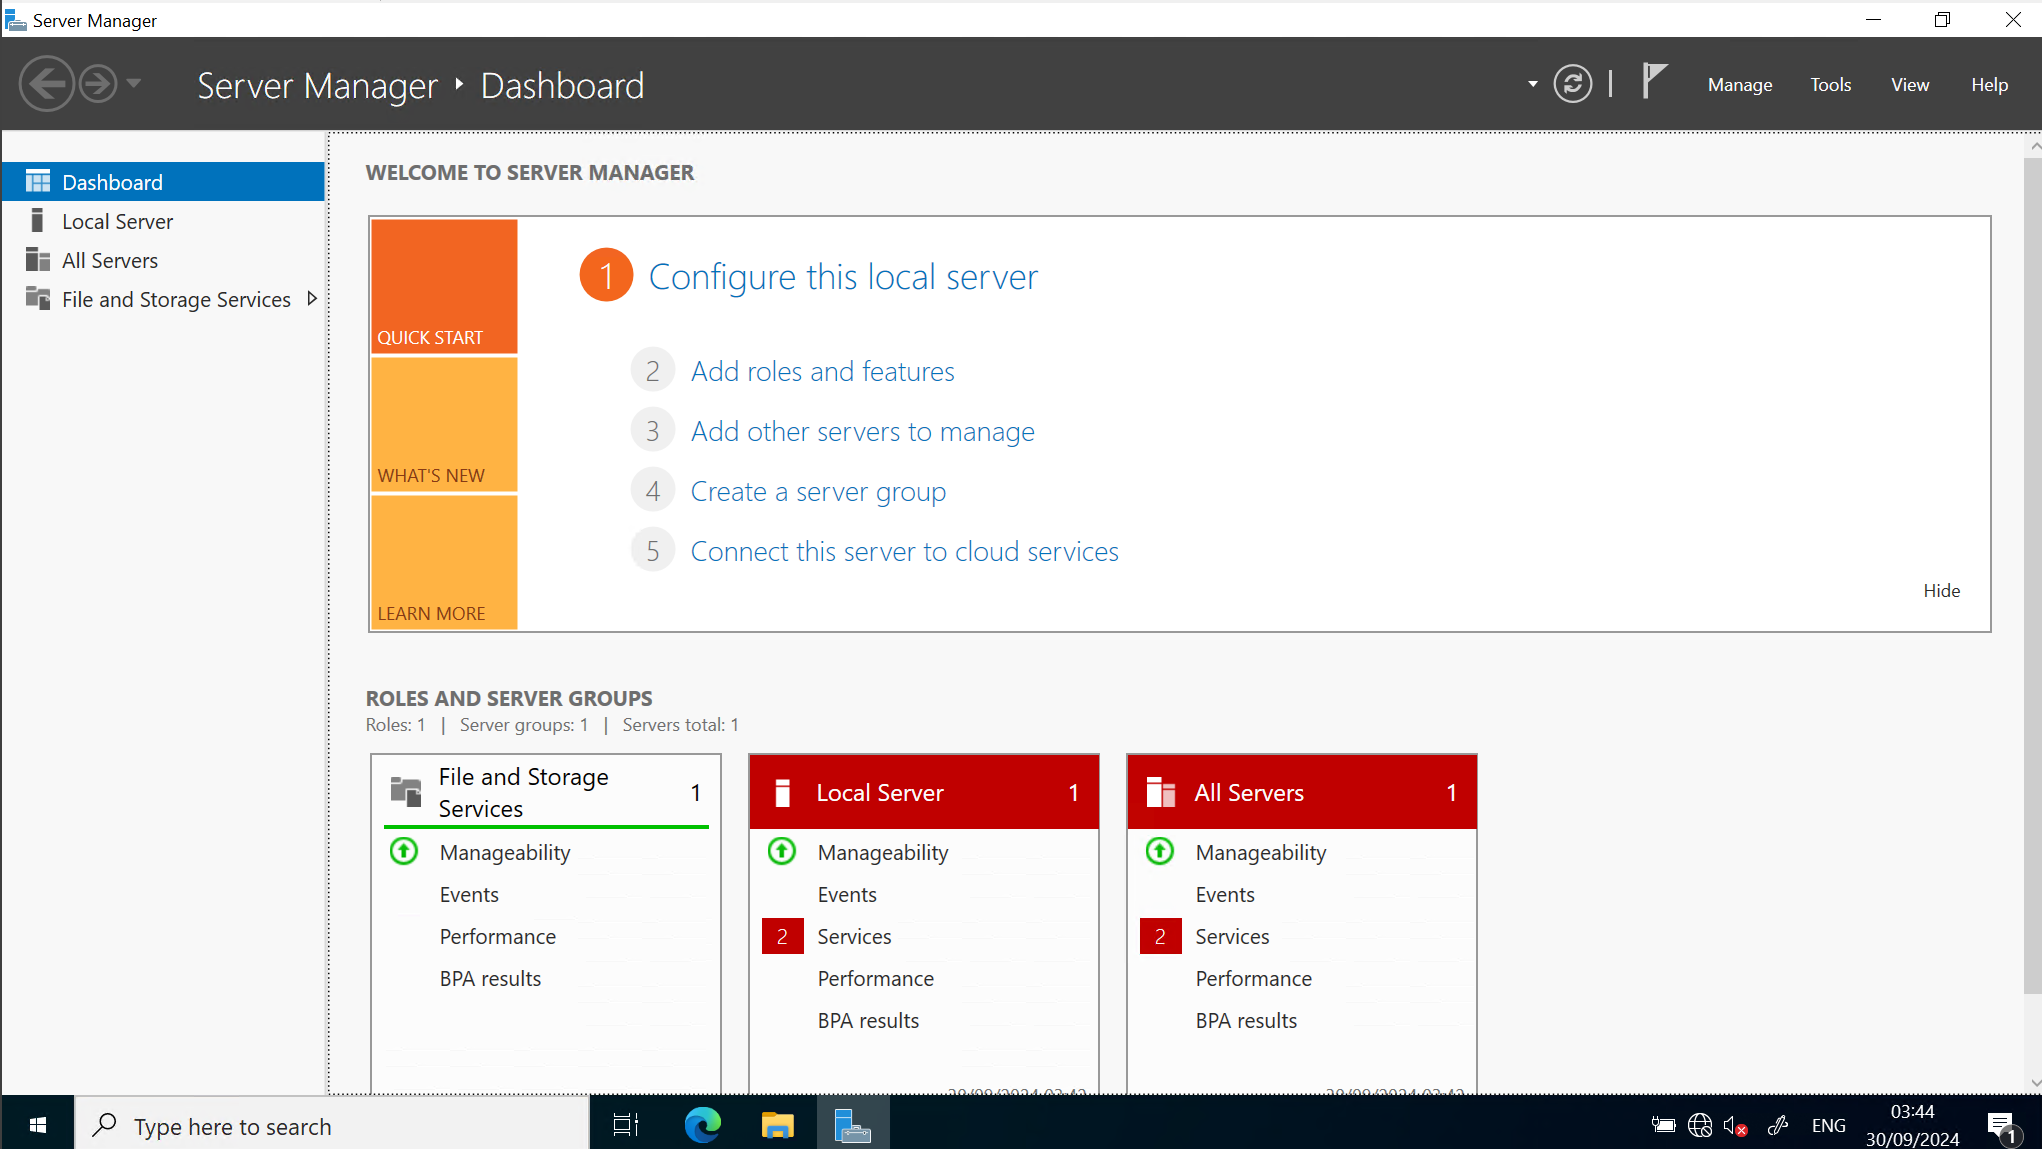 Server Manager
Server Manager ‣ Dashboard
Manage Tools View Help
Dashboard
Local Server
All Servers
File and Storage Services
WELCOME TO SERVER MANAGER
QUICK START
WHAT'S NEW
LEARN MORE
1 Configure this local server
2 Add roles and features
3 Add other servers to manage
4 Create a server group
5 Connect this server to cloud services
Hide
ROLES AND SERVER GROUPS
Roles: 1 | Server groups: 1 | Servers total: 1
File and Storage
Services 1
Manageability
Events
Performance
BPA results
Local Server 1
Manageability
Events
2 Services
Performance
BPA results
All Servers 1
Manageability
Events
2 Services
Performance
BPA results
Type here to search
ENG
03:44
30/09/2024
1